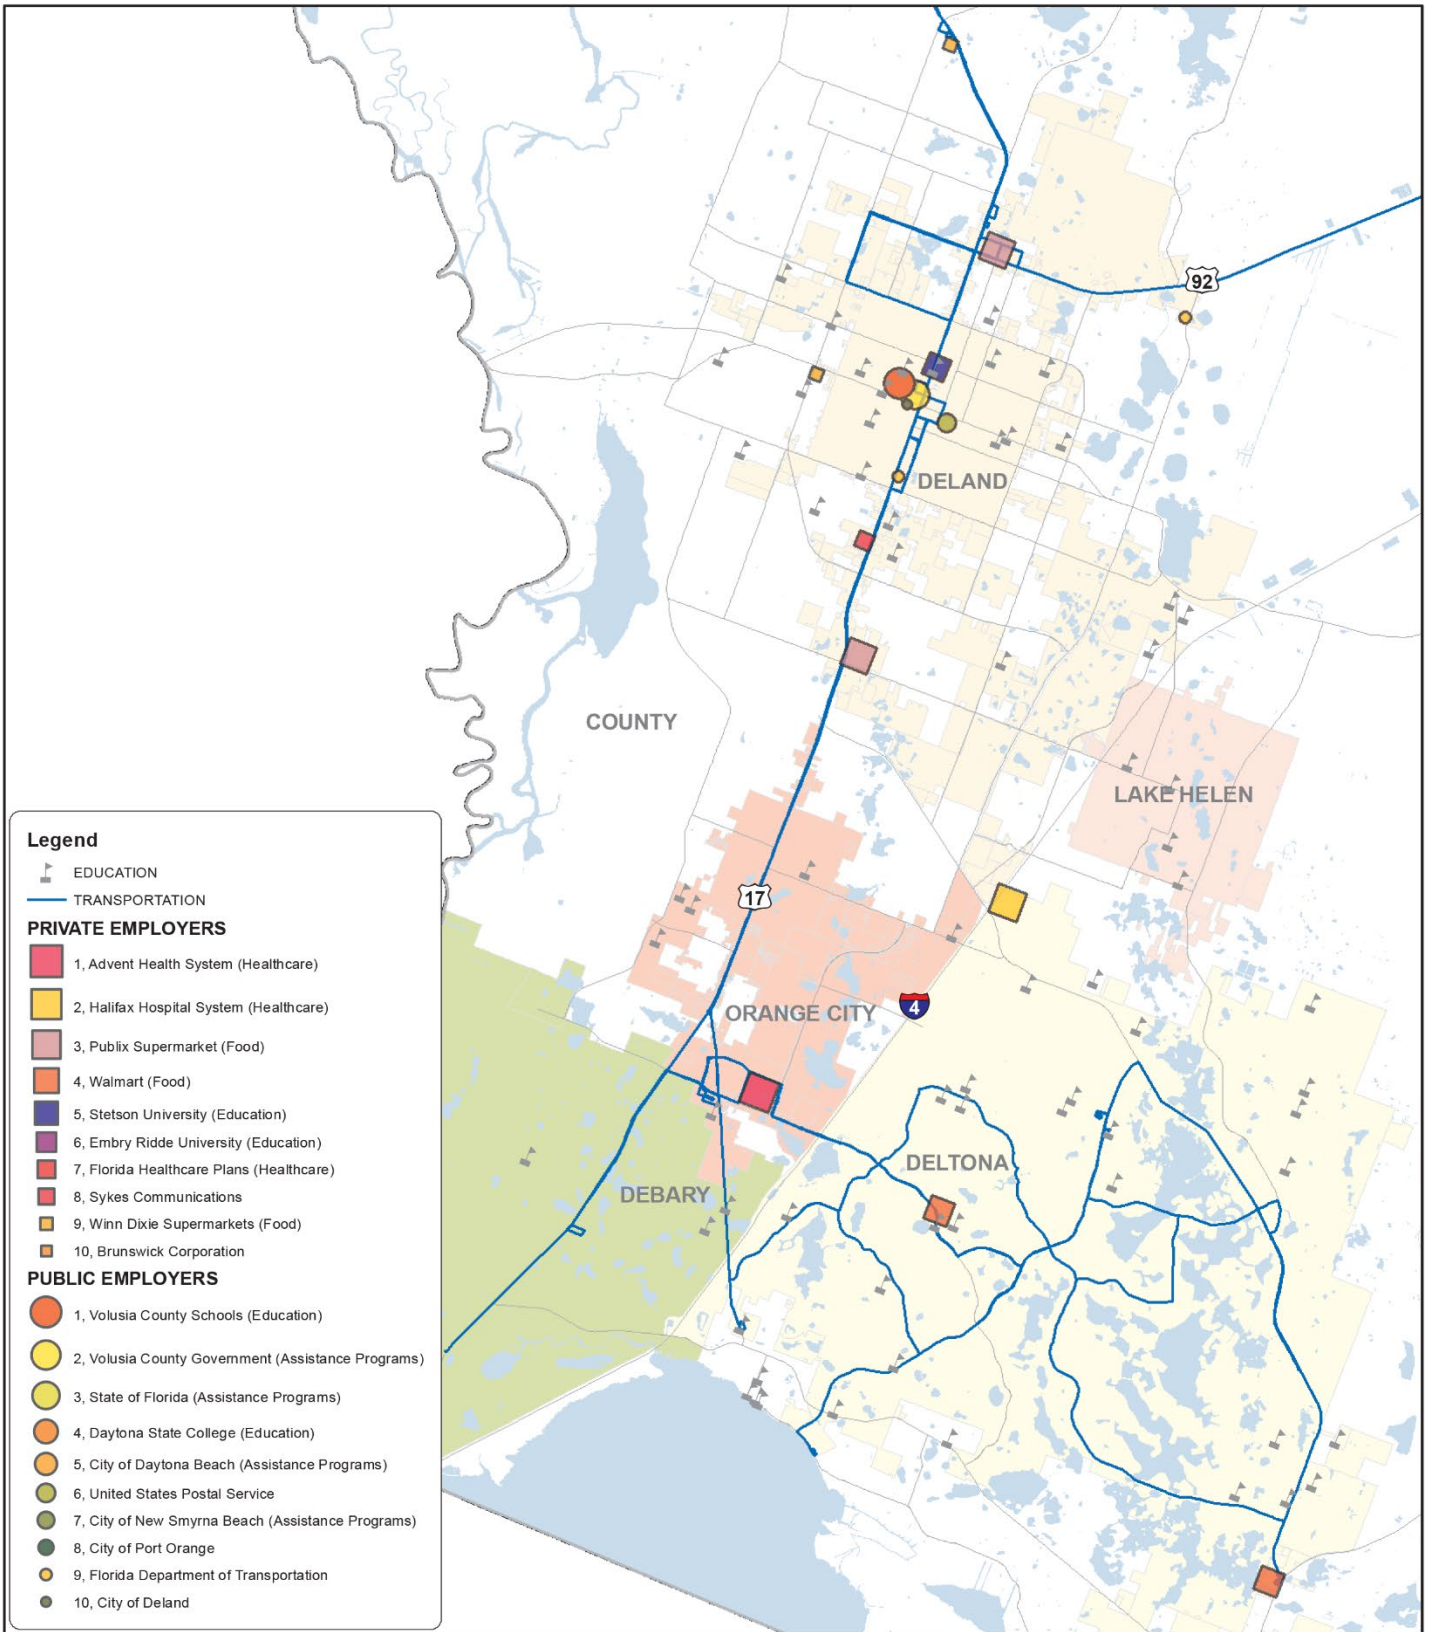 92
DELAND
COUNTY
LAKE HELEN
17
ORANGE CITY
4
DELTONA
DEBARY
Legend
EDUCATION
TRANSPORTATION
PRIVATE EMPLOYERS
1, Advent Health System (Healthcare)
2, Halifax Hospital System (Healthcare)
3, Publix Supermarket (Food)
4, Walmart (Food)
5, Stetson University (Education)
6, Embry Ridde University (Education)
7, Florida Healthcare Plans (Healthcare)
8, Sykes Communications
9, Winn Dixie Supermarkets (Food)
10, Brunswick Corporation
PUBLIC EMPLOYERS
1, Volusia County Schools (Education)
2, Volusia County Government (Assistance Programs)
3, State of Florida (Assistance Programs)
4, Daytona State College (Education)
5, City of Daytona Beach (Assistance Programs)
6, United States Postal Service
7, City of New Smyrna Beach (Assistance Programs)
8, City of Port Orange
9, Florida Department of Transportation
10, City of Deland